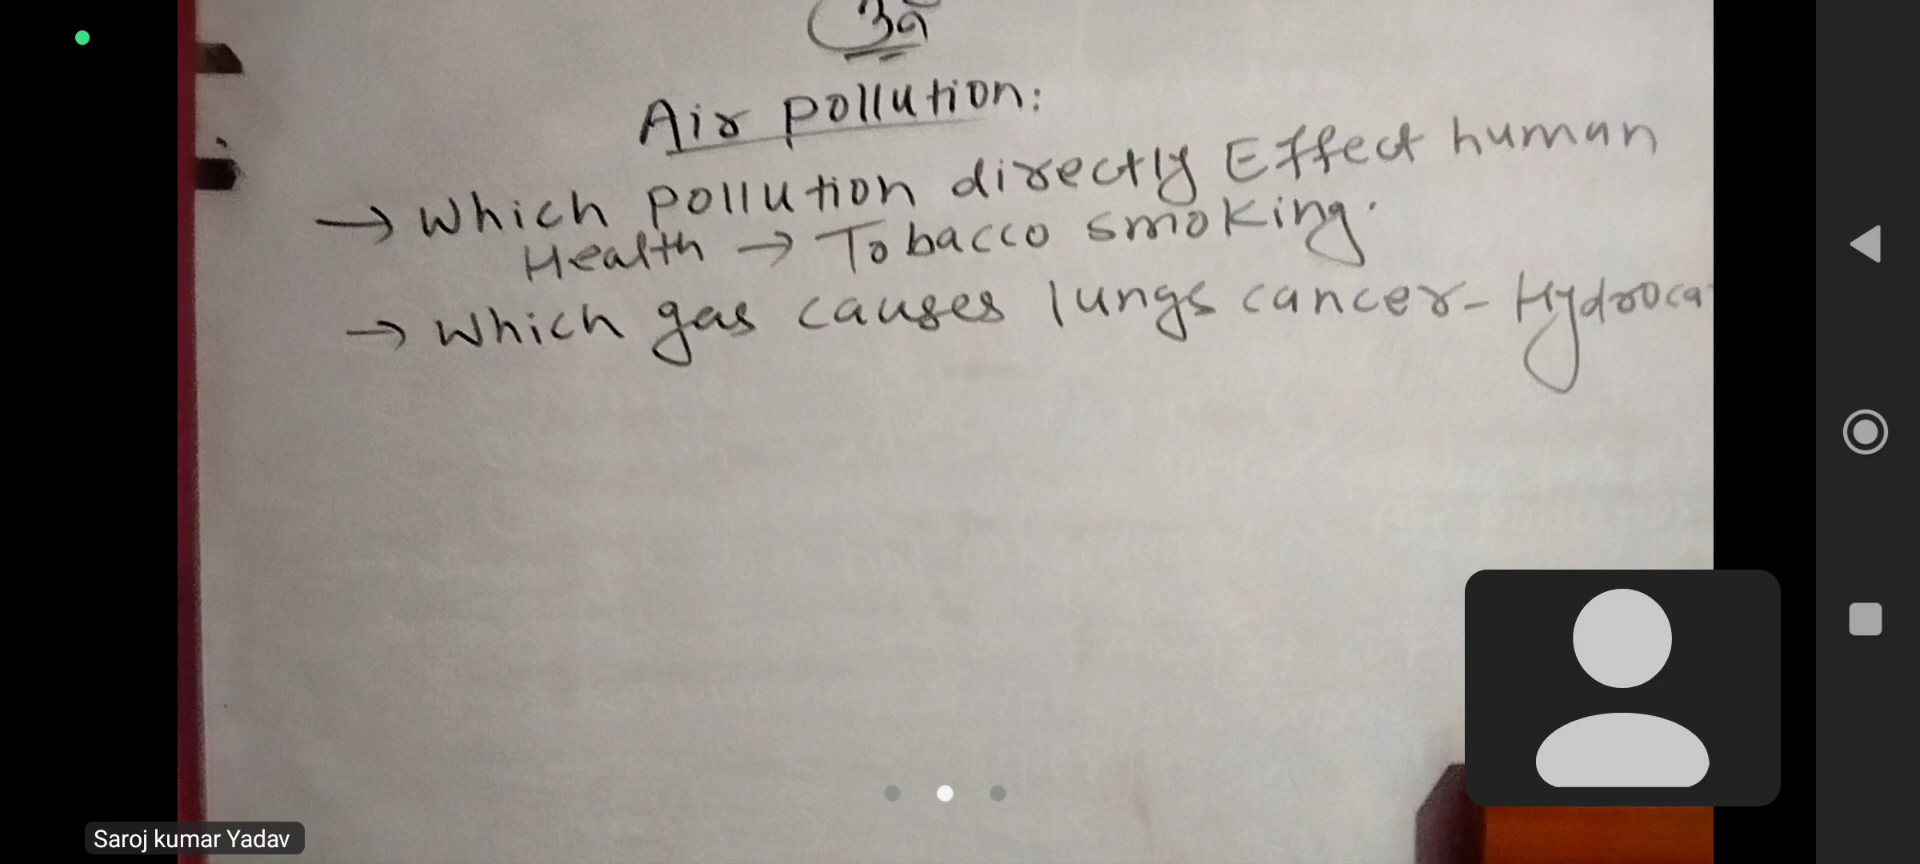 Air pollution:
→ Which pollution directly Effect human
Health → Tobacco smoking.
→ Which gas causes lungs cancer- Hydroca
Saroj kumar Yadav